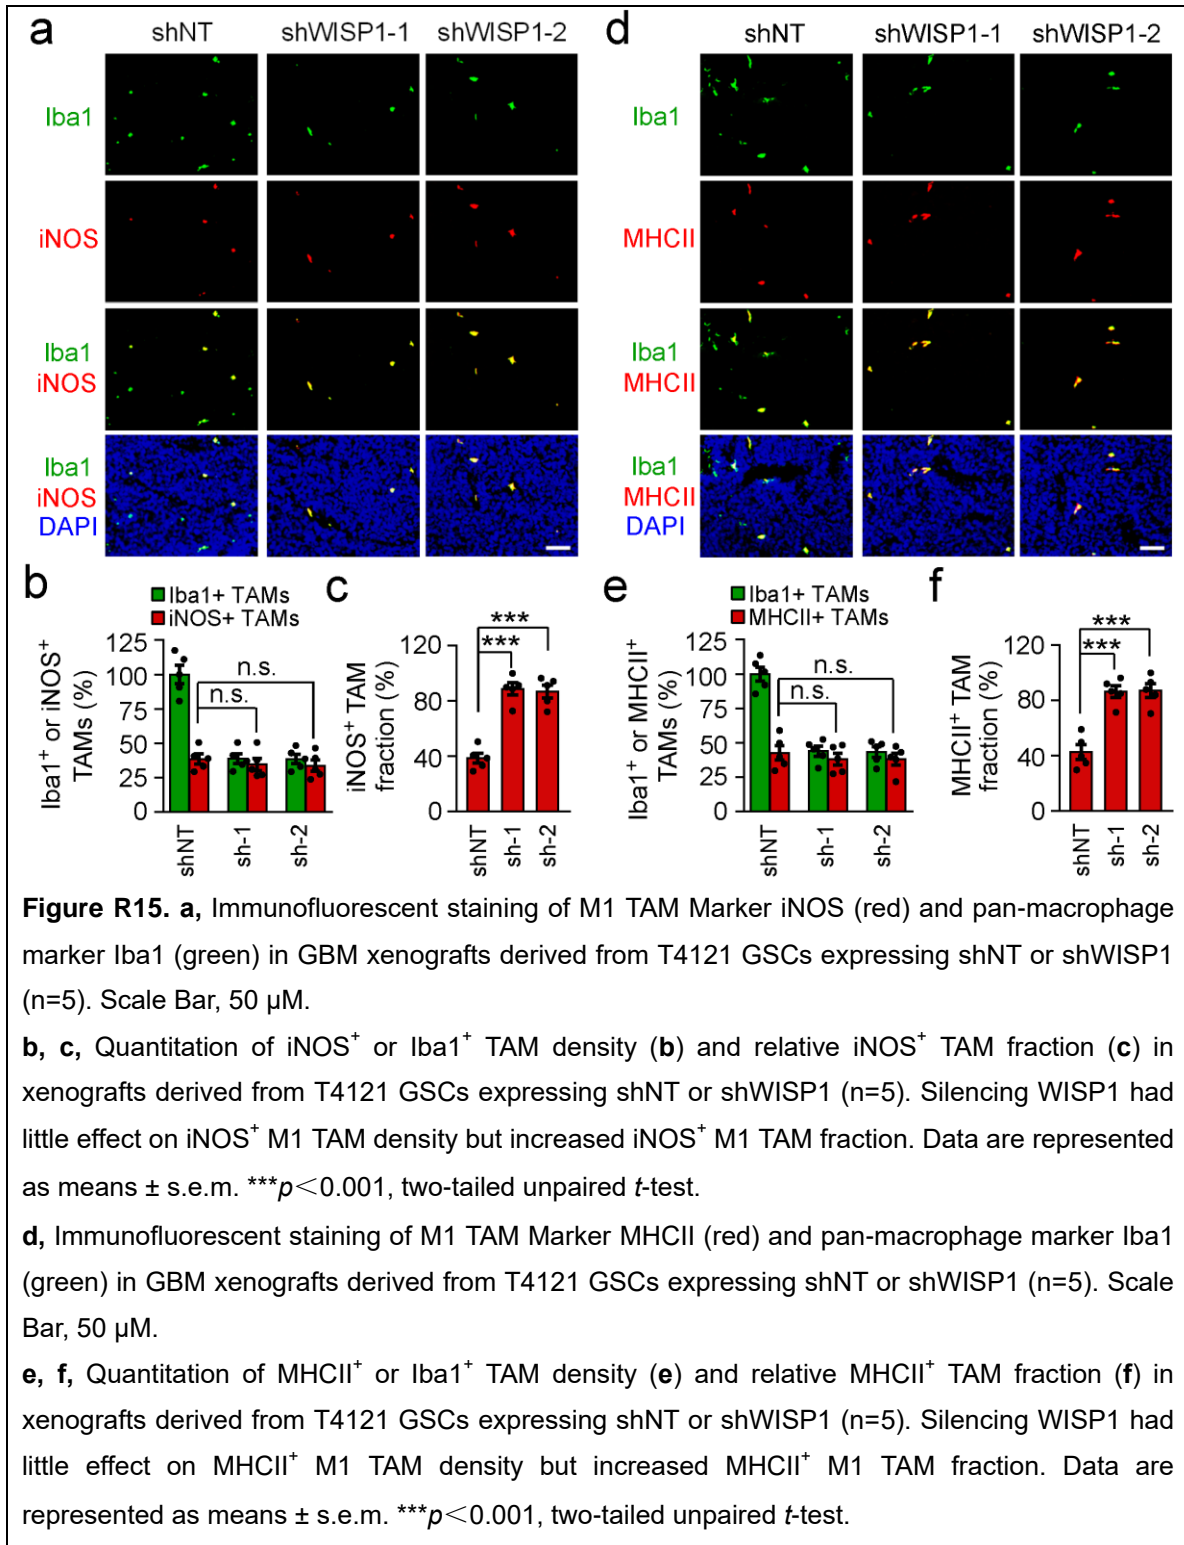 a
shNT shWISP1-1 shWISP1-2
Iba1
iNOS
Iba1
iNOS
Iba1
iNOS
DAPI
d
shNT shWISP1-1 shWISP1-2
Iba1
MHCII
Iba1
MHCII
Iba1
MHCII
DAPI
b
Iba1+ TAMs
iNOS+ TAMs
Iba1⁺ or iNOS⁺
TAMs (%)
125
100
75
50
25
0
n.s.
n.s.
shNT sh-1 sh-2
c
iNOS⁺ TAM
fraction (%)
120
80
40
0
***
***
shNT sh-1 sh-2
e
Iba1+ TAMs
MHCII+ TAMs
Iba1⁺ or MHCII⁺
TAMs (%)
125
100
75
50
25
0
n.s.
n.s.
shNT sh-1 sh-2
f
MHCII⁺ TAM
fraction (%)
120
80
40
0
***
***
shNT sh-1 sh-2
Figure R15. a, Immunofluorescent staining of M1 TAM Marker iNOS (red) and pan-macrophage
marker Iba1 (green) in GBM xenografts derived from T4121 GSCs expressing shNT or shWISP1
(n=5). Scale Bar, 50 μM.
b, c, Quantitation of iNOS⁺ or Iba1⁺ TAM density (b) and relative iNOS⁺ TAM fraction (c) in
xenografts derived from T4121 GSCs expressing shNT or shWISP1 (n=5). Silencing WISP1 had
little effect on iNOS⁺ M1 TAM density but increased iNOS⁺ M1 TAM fraction. Data are represented
as means ± s.e.m. ***p＜0.001, two-tailed unpaired t-test.
d, Immunofluorescent staining of M1 TAM Marker MHCII (red) and pan-macrophage marker Iba1
(green) in GBM xenografts derived from T4121 GSCs expressing shNT or shWISP1 (n=5). Scale
Bar, 50 μM.
e, f, Quantitation of MHCII⁺ or Iba1⁺ TAM density (e) and relative MHCII⁺ TAM fraction (f) in
xenografts derived from T4121 GSCs expressing shNT or shWISP1 (n=5). Silencing WISP1 had
little effect on MHCII⁺ M1 TAM density but increased MHCII⁺ M1 TAM fraction. Data are
represented as means ± s.e.m. ***p＜0.001, two-tailed unpaired t-test.